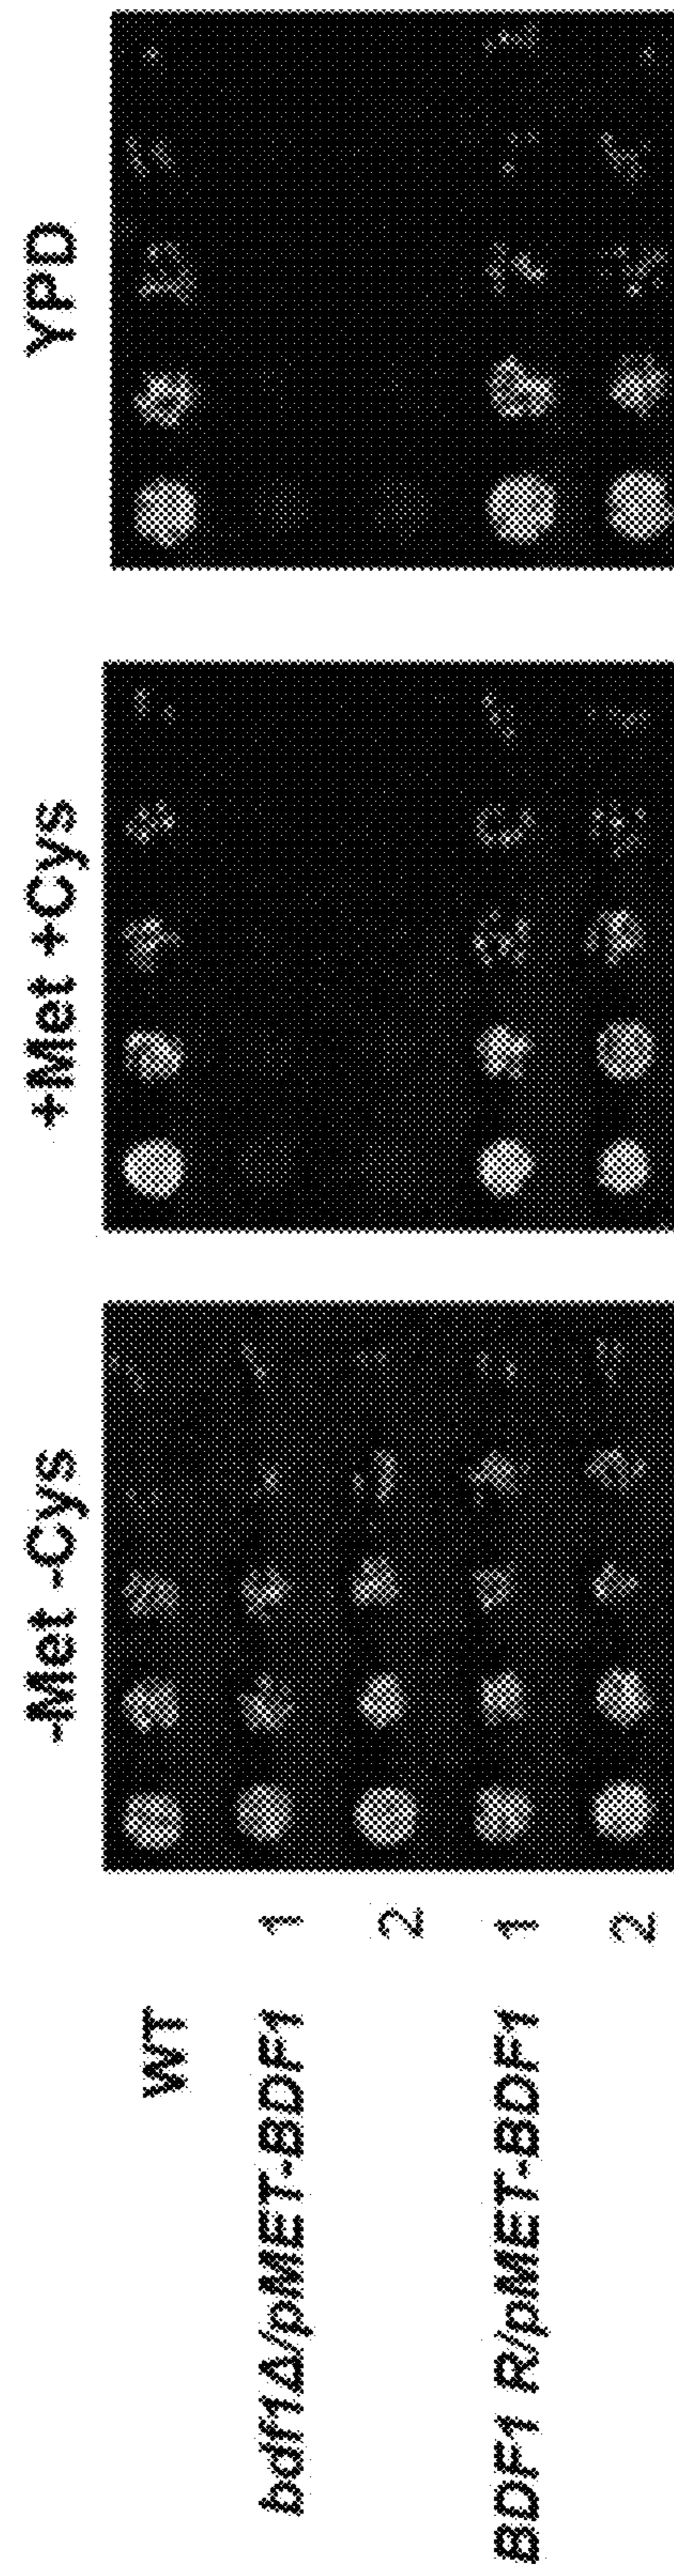 -Met -Cys
+Met +Cys
YPD
WT
bdf1Δ/pMET-BDF1 1
2
BDF1 R/pMET-BDF1 1
2